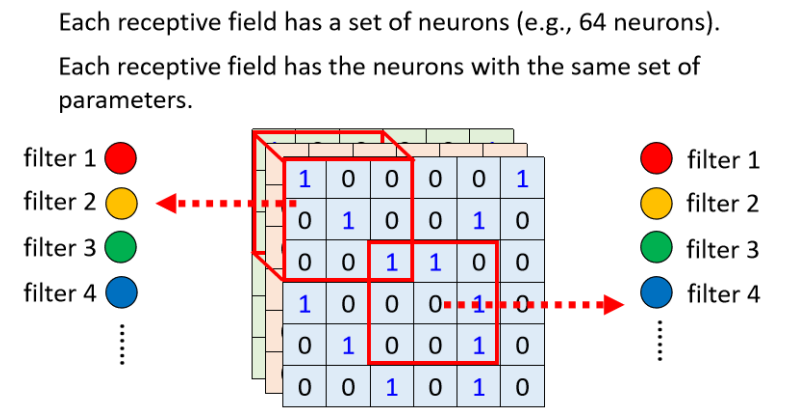 Each receptive field has a set of neurons (e.g., 64 neurons).
Each receptive field has the neurons with the same set of
parameters.
filter 1
filter 2
filter 3
filter 4
1 0 0 0 0 1
0 1 0 0 1 0
0 0 1 1 0 0
1 0 0 0 1 0
0 1 0 0 1 0
0 0 1 0 1 0
filter 1
filter 2
filter 3
filter 4